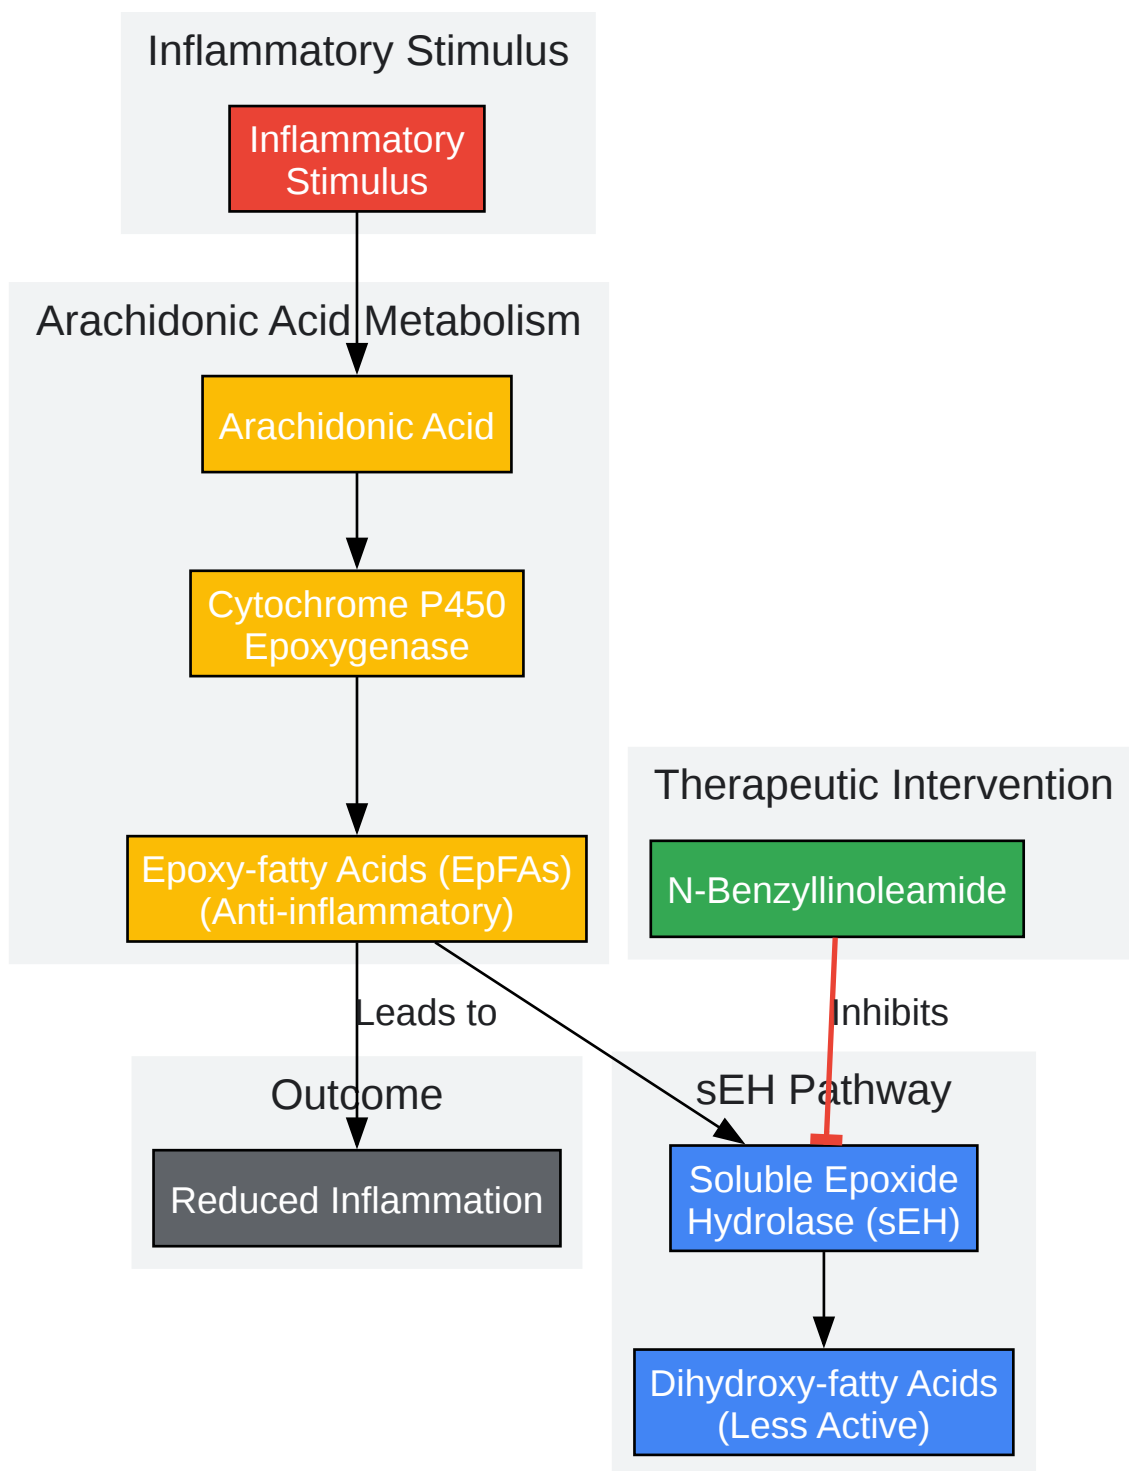 Inflammatory Stimulus
Inflammatory
Stimulus
Arachidonic Acid Metabolism
Arachidonic Acid
Cytochrome P450
Epoxygenase
Epoxy-fatty Acids (EpFAs)
(Anti-inflammatory)
Therapeutic Intervention
N-Benzyllinoleamide
Leads to
Inhibits
Outcome
Reduced Inflammation
sEH Pathway
Soluble Epoxide
Hydrolase (sEH)
Dihydroxy-fatty Acids
(Less Active)